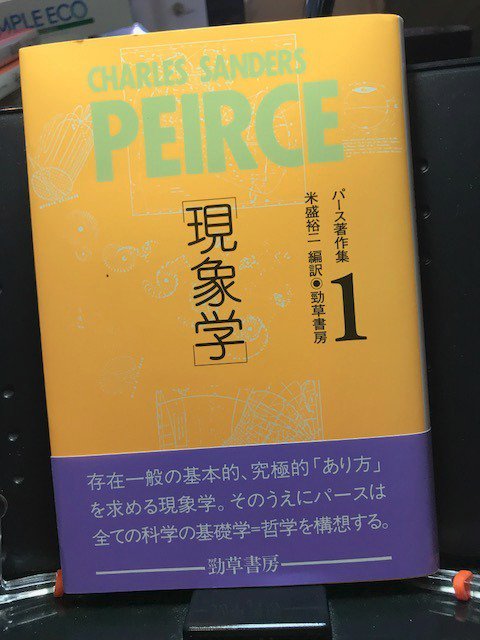 MPLE ECO
CHARLES SANDERS
PEIRCE
「現象学」
パース著作集1
米盛裕二 編訳◉勁草書房
存在一般の基本的、究極的「あり方」
を求める現象学。そのうえにパースは
全ての科学の基礎学=哲学を構想する。
勁草書房